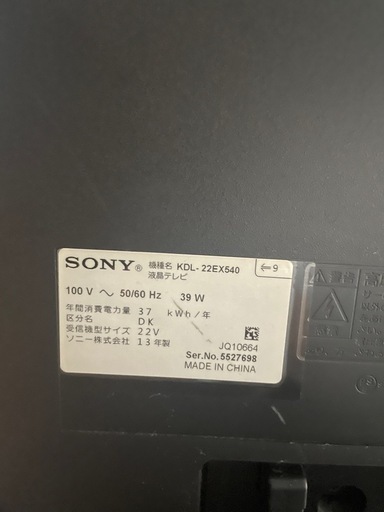 SONY® 機種名 KDL-22EX540 ⇐9
液晶テレビ
100 V ～ 50/60 Hz 39 W
年間消費電力量 37 kWh/年
区分名 DK
受信機型サイズ 22V
ソニー株式会社 13年製
JQ10664
Ser.No.5527698
MADE IN CHINA
警告 高